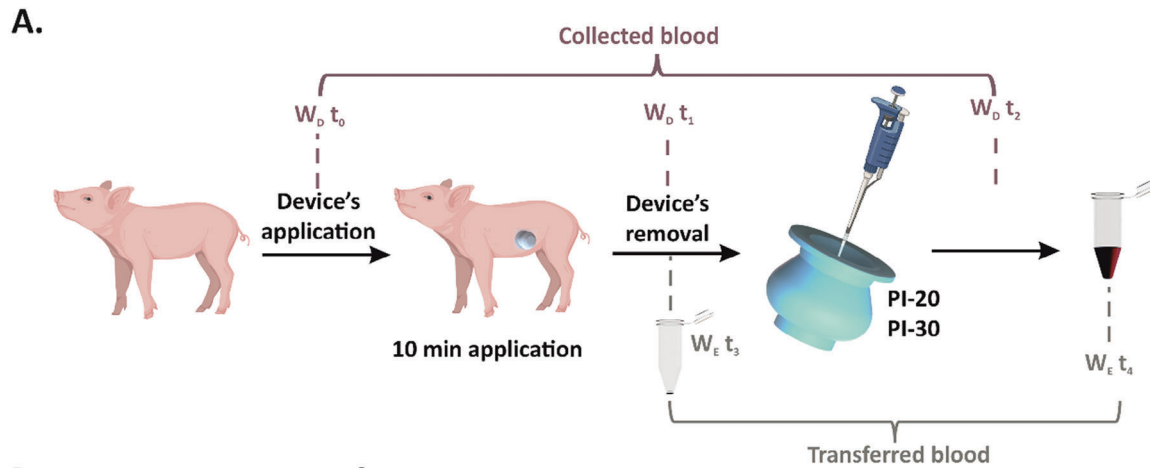 A.
Collected blood
W_D t_0
W_D t_1
W_D t_2
Device's
application
Device's
removal
10 min application
PI-20
PI-30
W_E t_3
W_E t_4
Transferred blood